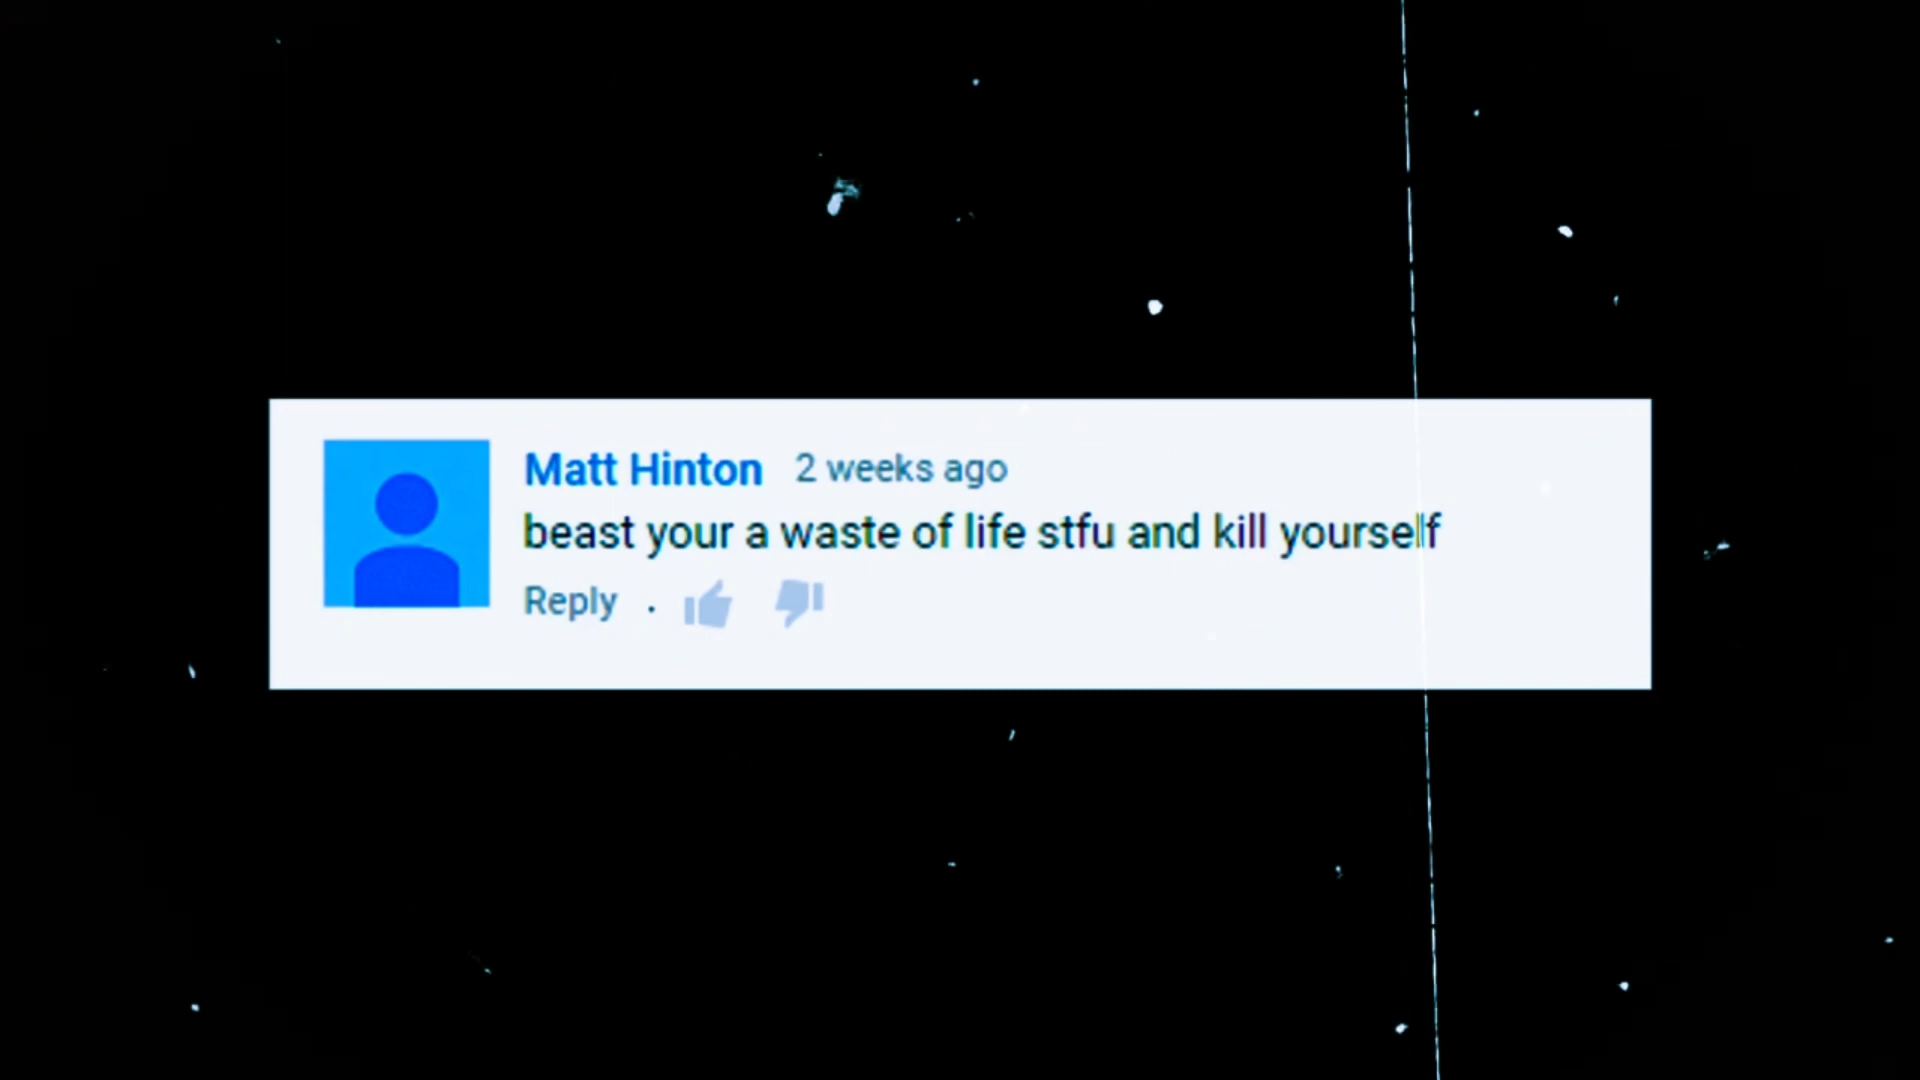 Matt Hinton 2 weeks ago
beast your a waste of life stfu and kill yourself
Reply .